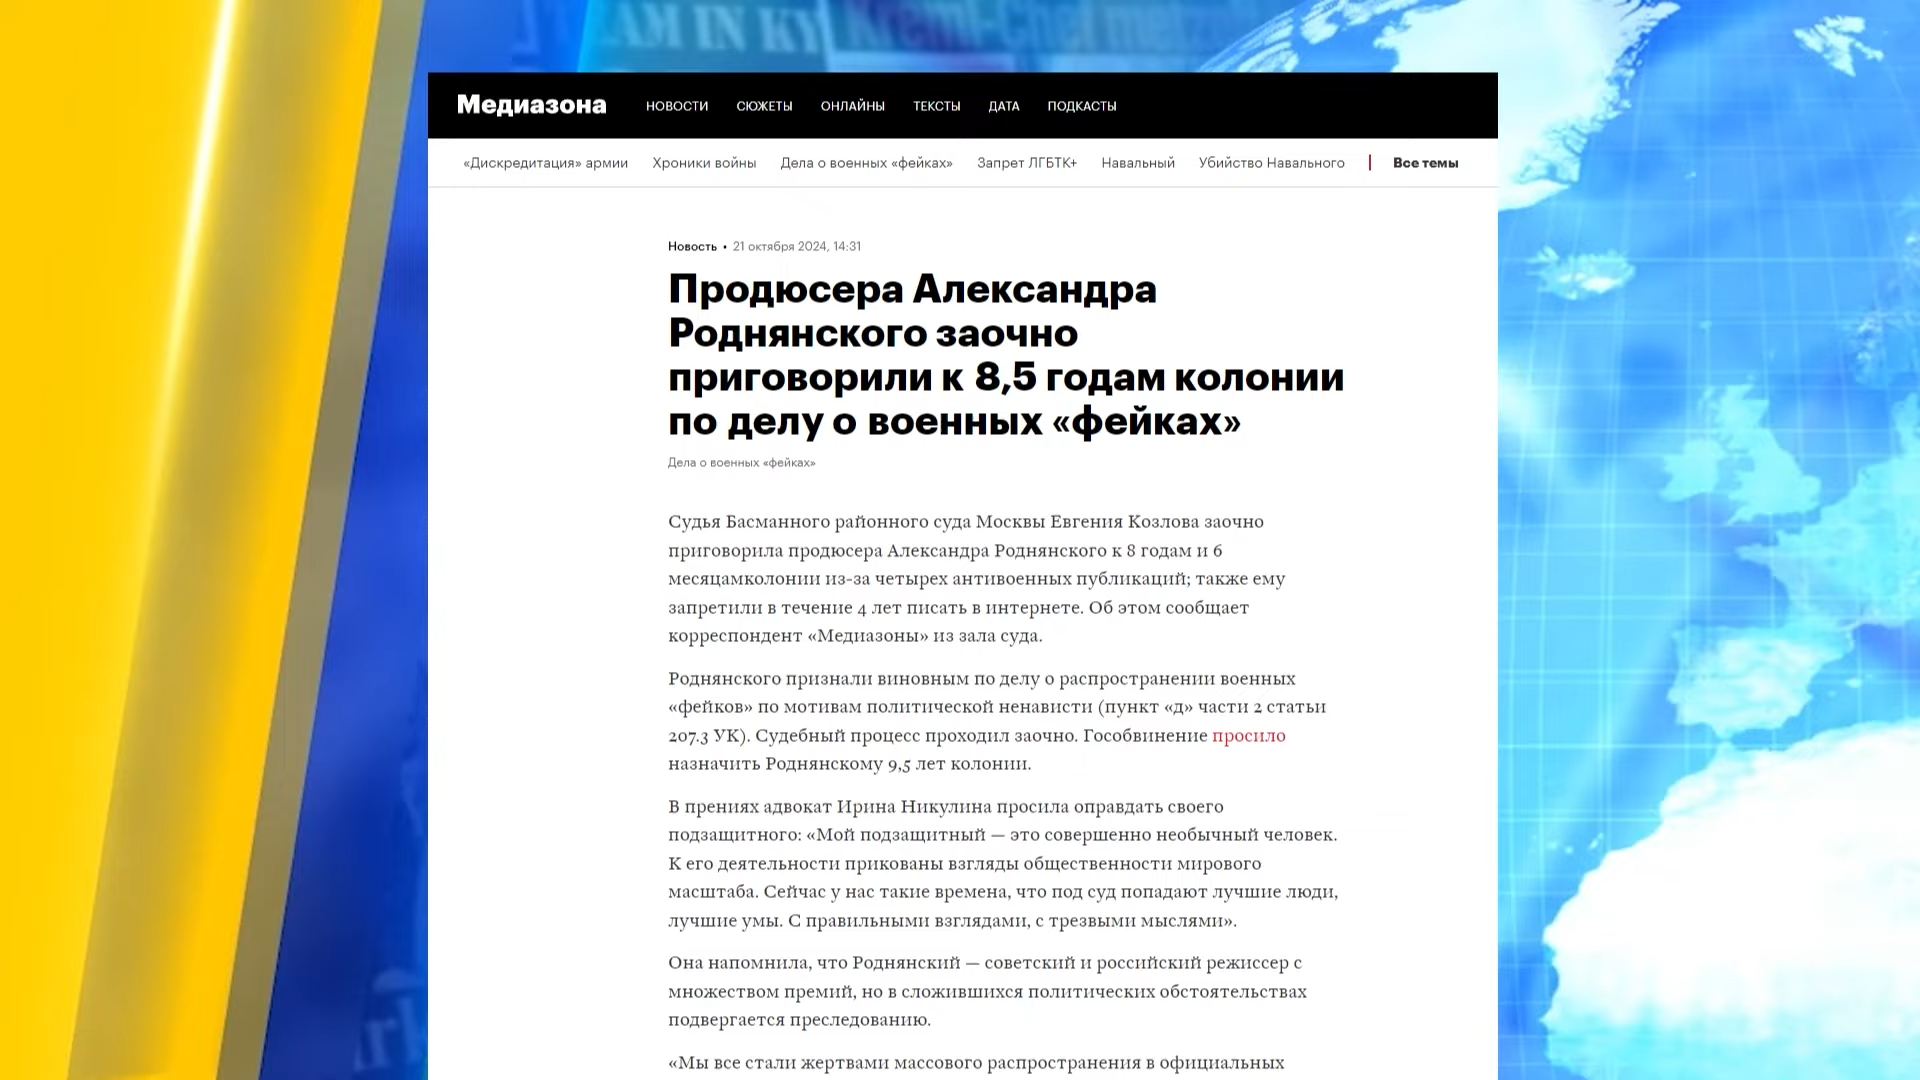 AM IN KY
Kreml-Chef
Медиазона
НОВОСТИ СЮЖЕТЫ ОНЛАЙНЫ ТЕКСТЫ ДАТА ПОДКАСТЫ
«Дискредитация» армии Хроники войны Дела о военных «фейках» Запрет ЛГБТК+ Навальный Убийство Навального | Все темы
Новость • 21 октября 2024, 14:31
Продюсера Александра
Роднянского заочно
приговорили к 8,5 годам колонии
по делу о военных «фейках»
Дела о военных «фейках»
Судья Басманного районного суда Москвы Евгения Козлова заочно
приговорила продюсера Александра Роднянского к 8 годам и 6
месяцамколонии из-за четырех антивоенных публикаций; также ему
запретили в течение 4 лет писать в интернете. Об этом сообщает
корреспондент «Медиазоны» из зала суда.
Роднянского признали виновным по делу о распространении военных
«фейков» по мотивам политической ненависти (пункт «д» части 2 статьи
207.3 УК). Судебный процесс проходил заочно. Гособвинение просило
назначить Роднянскому 9,5 лет колонии.
В прениях адвокат Ирина Никулина просила оправдать своего
подзащитного: «Мой подзащитный — это совершенно необычный человек.
К его деятельности прикованы взгляды общественности мирового
масштаба. Сейчас у нас такие времена, что под суд попадают лучшие люди,
лучшие умы. С правильными взглядами, с трезвыми мыслями».
Она напомнила, что Роднянский — советский и российский режиссер с
множеством премий, но в сложившихся политических обстоятельствах
подвергается преследованию.
«Мы все стали жертвами массового распространения в официальных